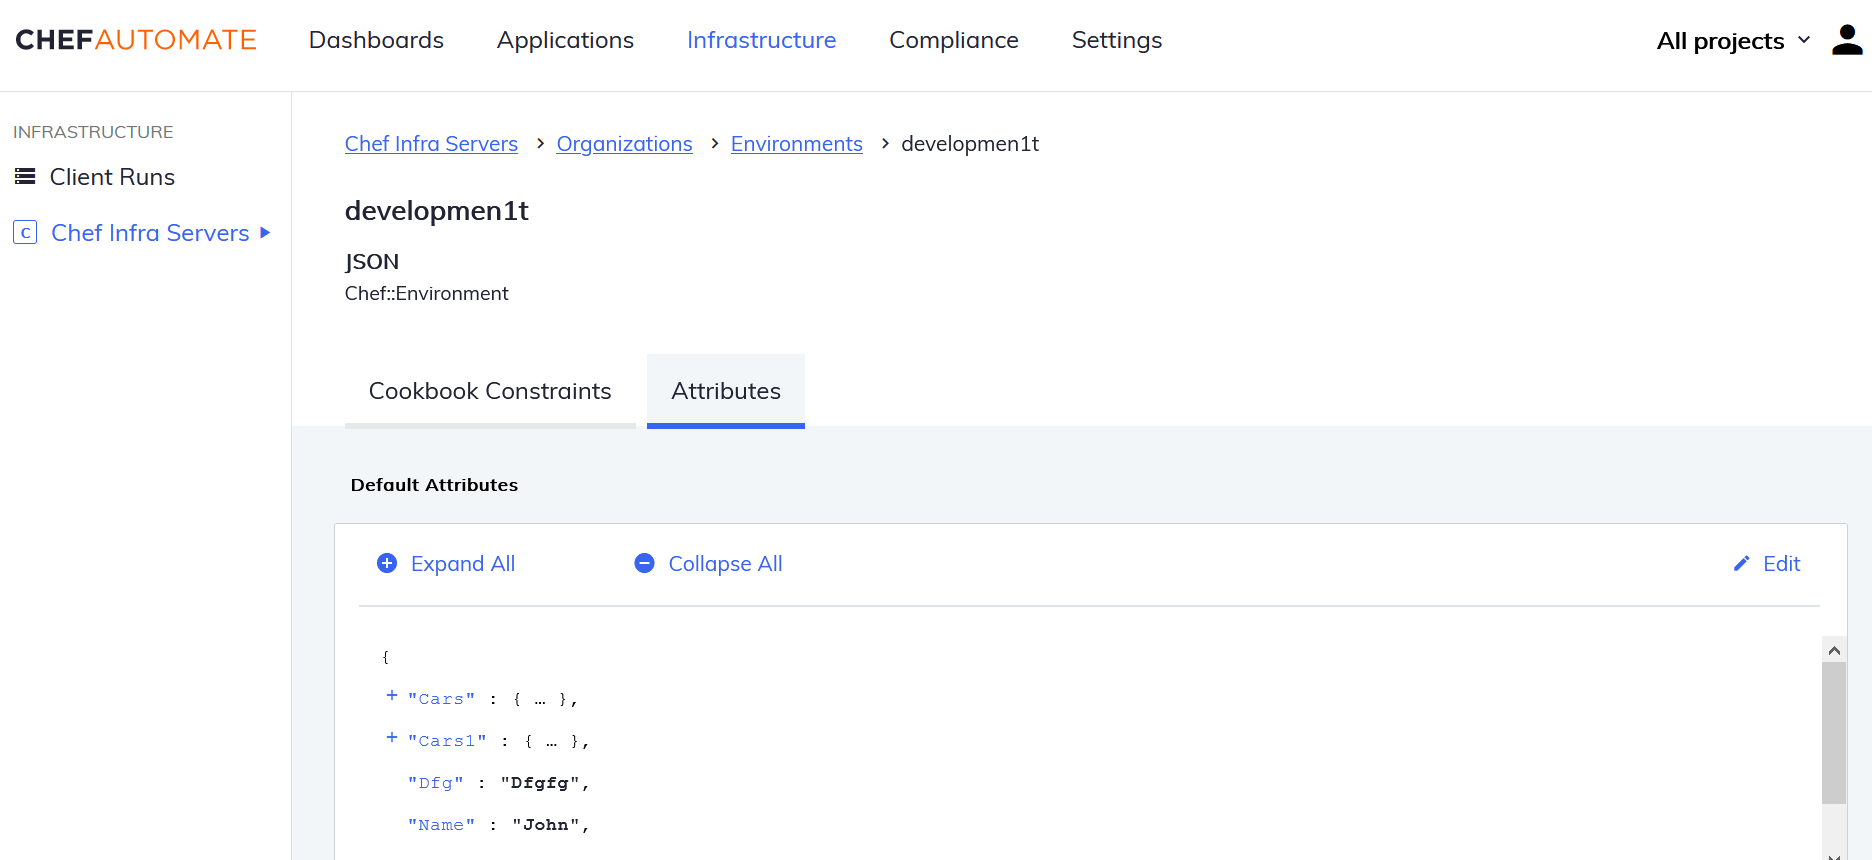 CHEFAUTOMATE Dashboards Applications Infrastructure Compliance Settings All projects
INFRASTRUCTURE
Client Runs
C Chef Infra Servers
Chef Infra Servers > Organizations > Environments > developmen1t
developmen1t
JSON
Chef::Environment
Cookbook Constraints Attributes
Default Attributes
Expand All Collapse All Edit
{
+ "Cars" : { … },
+ "Cars1" : { … },
"Dfg" : "Dfgfg",
"Name" : "John",